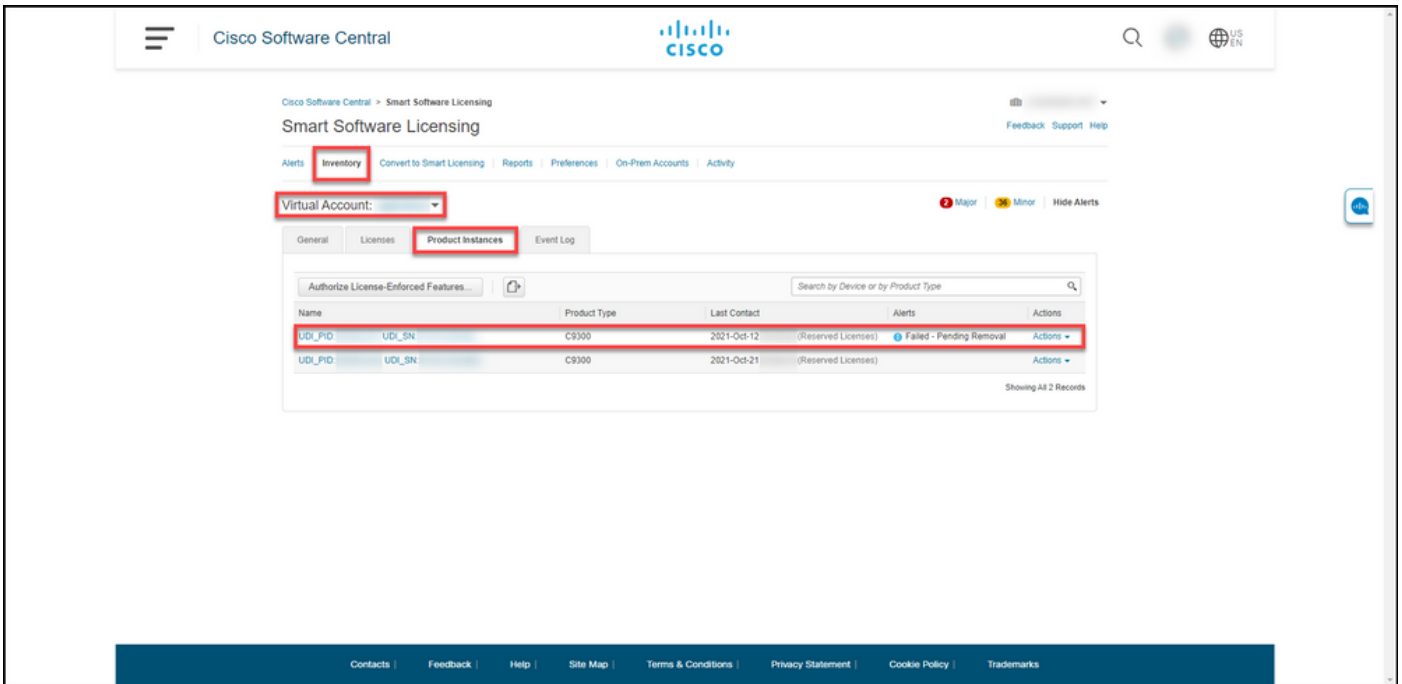 Cisco Software Central
CISCO
US
EN
Cisco Software Central > Smart Software Licensing
Smart Software Licensing
Feedback Support Help
Alerts Inventory Convert to Smart Licensing | Reports | Preferences | On-Prem Accounts | Activity
Virtual Account:
2 Major | 36 Minor | Hide Alerts
General Licenses Product Instances Event Log
Authorize License-Enforced Features...
Search by Device or by Product Type
Name Product Type Last Contact Alerts Actions
UDI_PID: UDI_SN: C9300 2021-Oct-12 (Reserved Licenses) Failed - Pending Removal Actions
UDI_PID: UDI_SN: C9300 2021-Oct-21 (Reserved Licenses) Actions
Showing All 2 Records
Contacts | Feedback | Help | Site Map | Terms & Conditions | Privacy Statement | Cookie Policy | Trademarks